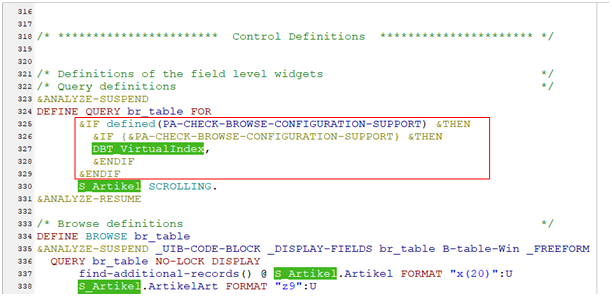 316
317
318 /* *********************** Control Definitions ********************** */
319
320
321 /* Definitions of the field level widgets */
322 /* Query definitions */
323 &ANALYZE-SUSPEND
324 DEFINE QUERY br_table FOR
325 &IF defined(PA-CHECK-BROWSE-CONFIGURATION-SUPPORT) &THEN
326 &IF {&PA-CHECK-BROWSE-CONFIGURATION-SUPPORT} &THEN
327 DBT_VirtualIndex,
328 &ENDIF
329 &ENDIF
330 S_Artikel SCROLLING.
331 &ANALYZE-RESUME
332
333 /* Browse definitions */
334 DEFINE BROWSE br_table
335 &ANALYZE-SUSPEND _UIB-CODE-BLOCK _DISPLAY-FIELDS br_table B-table-Win _FREEFORM
336 QUERY br_table NO-LOCK DISPLAY
337 find-additional-records() @ S_Artikel.Artikel FORMAT "x(20)":U
338 S_Artikel.ArtikelArt FORMAT "z9":U